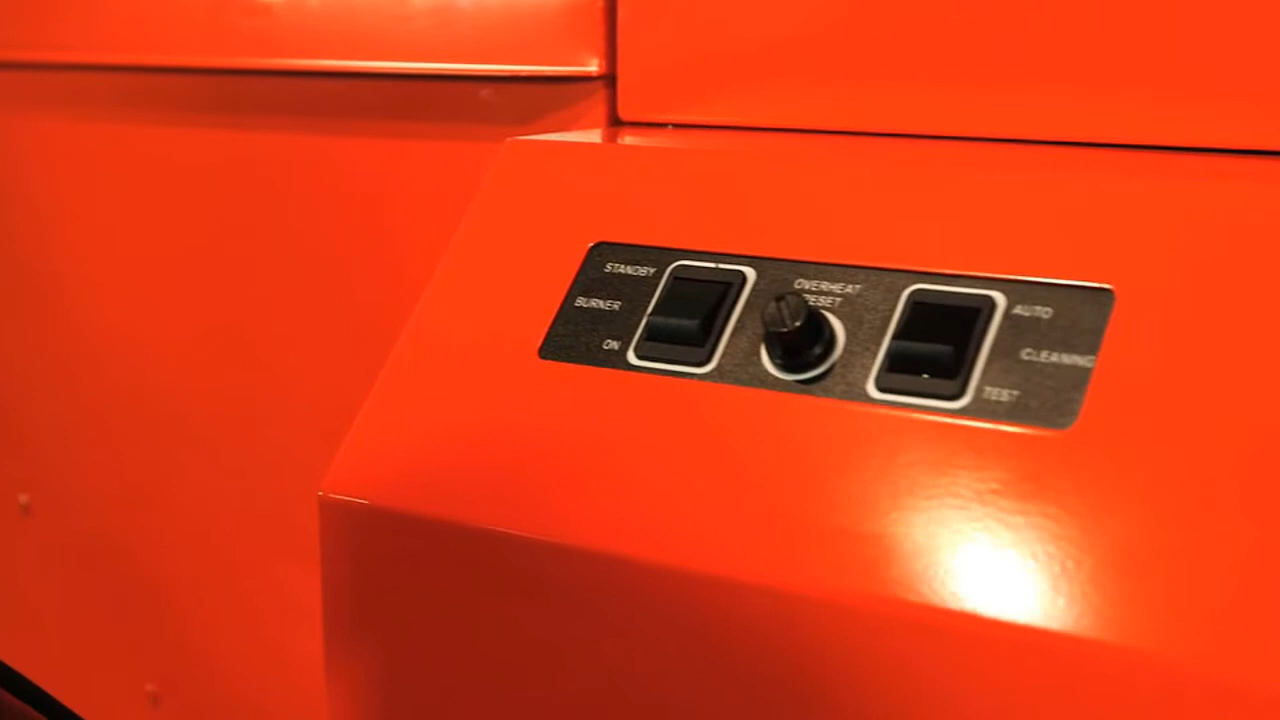 STANDBY
BURNER
ON
OVERHEAT
RESET
AUTO
CLEANING
TEST